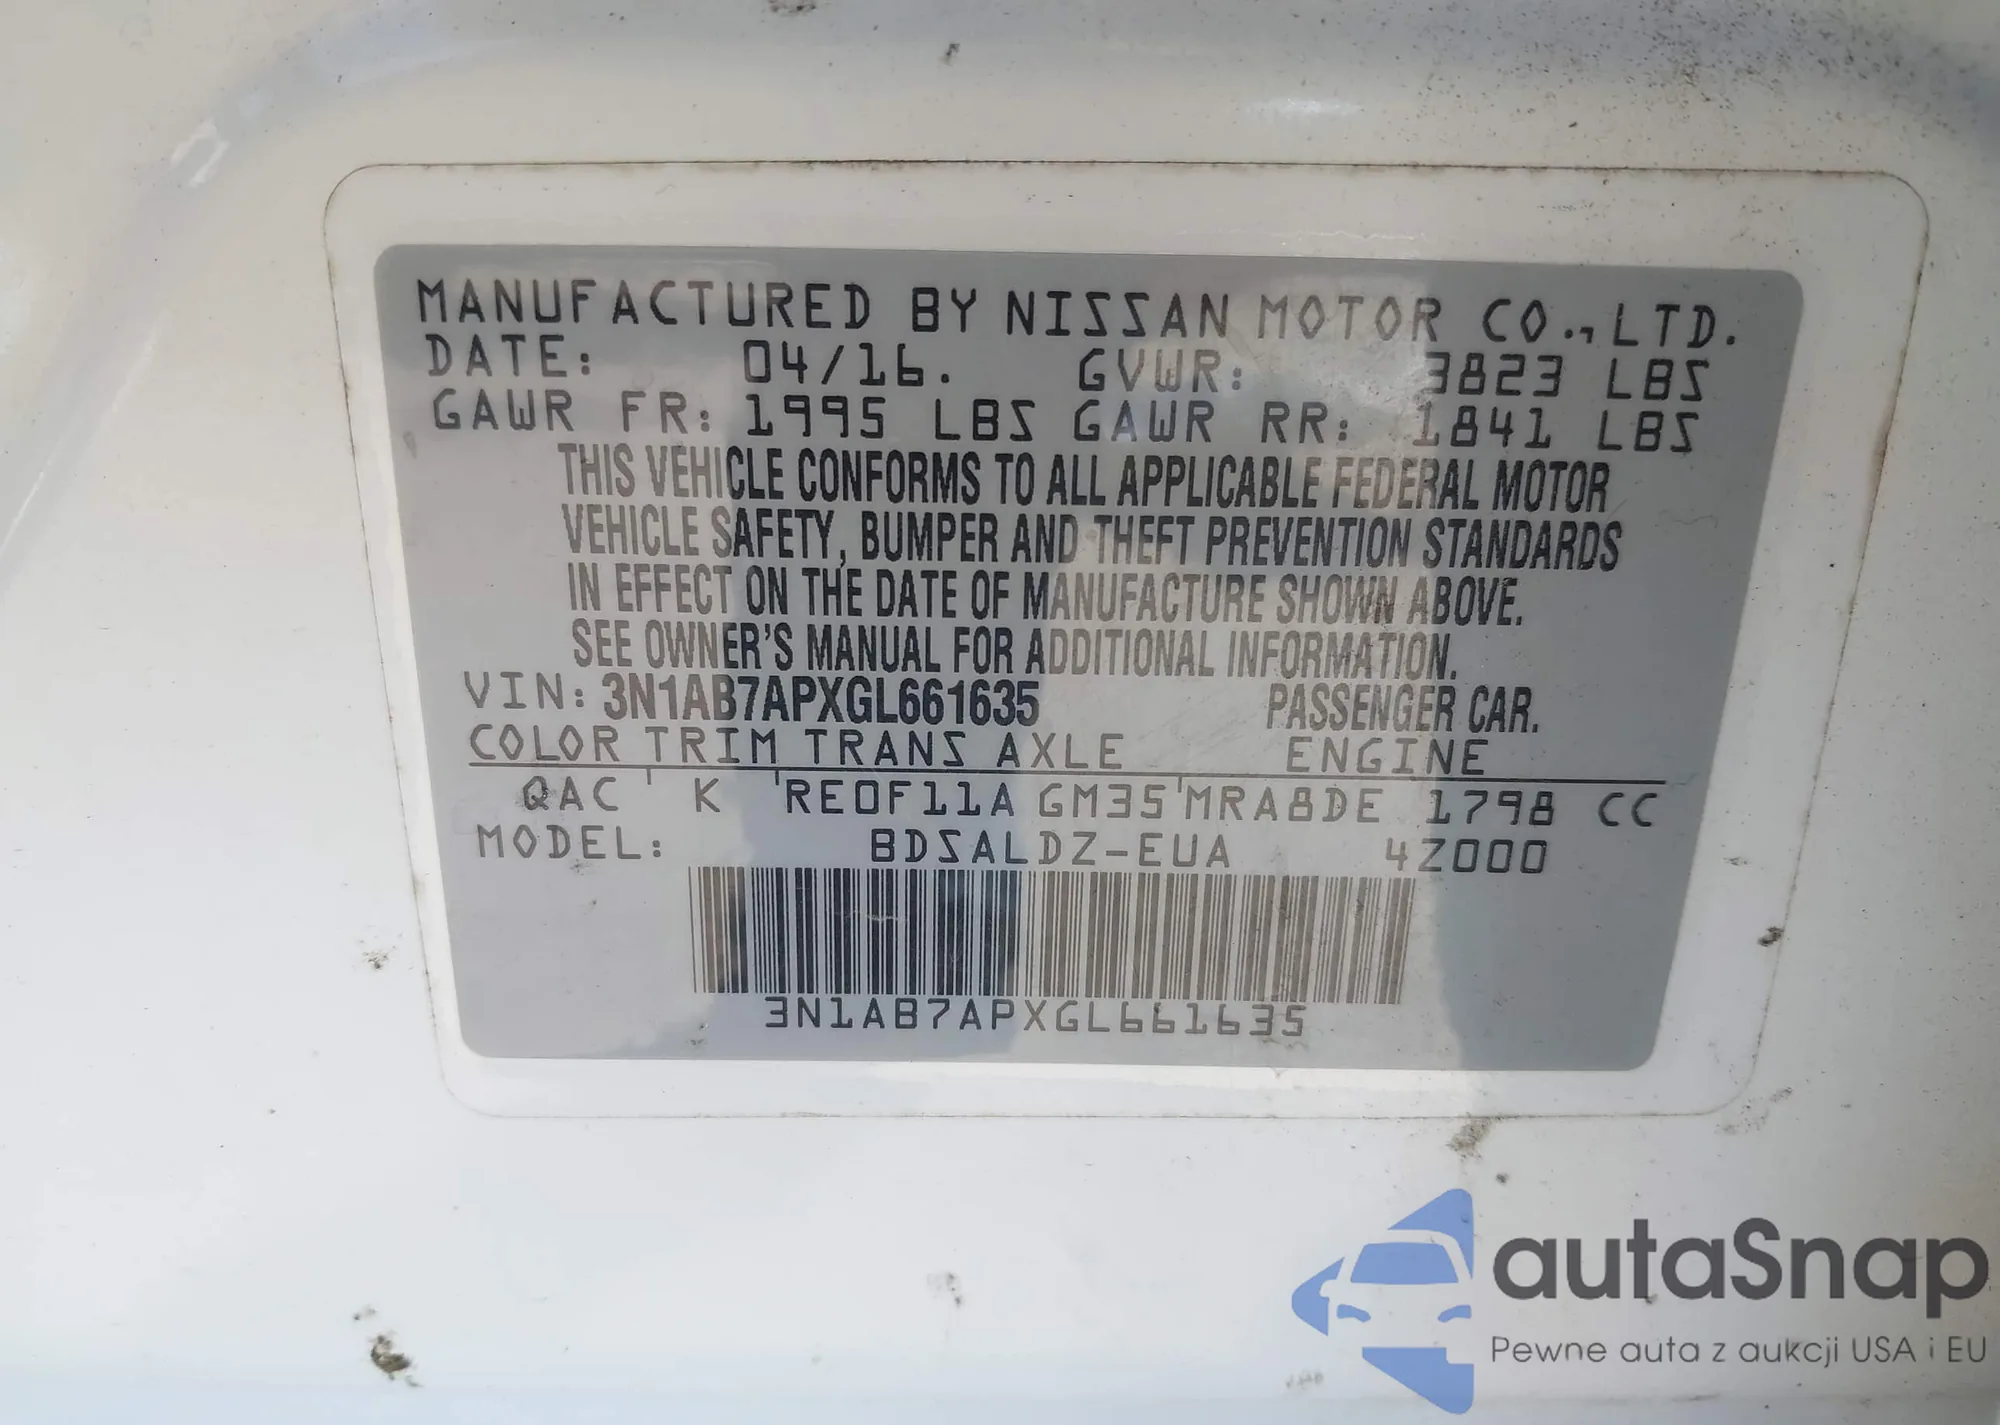 MANUFACTURED BY NISSAN MOTOR CO., LTD.
DATE: 04/16. GVWR: 3823 LBS
GAWR FR: 1995 LBS GAWR RR: 1841 LBS
THIS VEHICLE CONFORMS TO ALL APPLICABLE FEDERAL MOTOR
VEHICLE SAFETY, BUMPER AND THEFT PREVENTION STANDARDS
IN EFFECT ON THE DATE OF MANUFACTURE SHOWN ABOVE.
SEE OWNER'S MANUAL FOR ADDITIONAL INFORMATION.
VIN: 3N1AB7APXGL661635 PASSENGER CAR.
COLOR TRIM TRANS AXLE ENGINE
QAC K RE0F11A GM35 MRA8DE 1798 CC
MODEL: BDSALDZ-EUA 4Z000
3N1AB7APXGL661635
autaSnap
Pewne auta z aukcji USA i EU